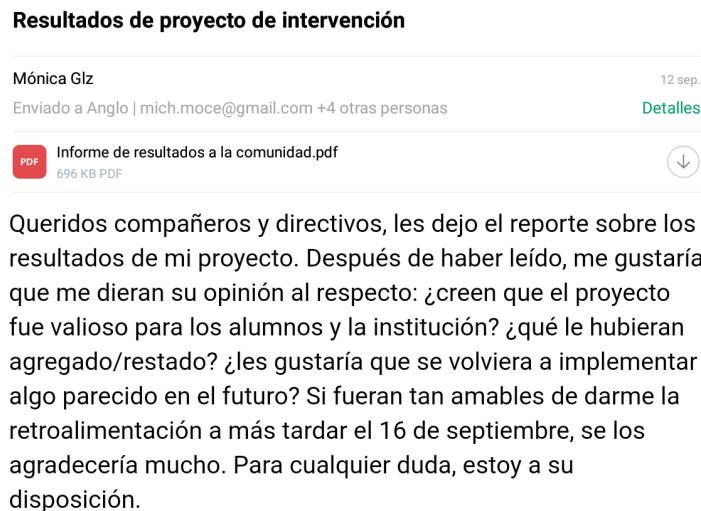 Resultados de proyecto de intervención
Mónica Glz
12 sep.
Enviado a Anglo | mich.moce@gmail.com +4 otras personas
Detalles
PDF
Informe de resultados a la comunidad.pdf
696 KB PDF
Queridos compañeros y directivos, les dejo el reporte sobre los
resultados de mi proyecto. Después de haber leído, me gustaría
que me dieran su opinión al respecto: ¿creen que el proyecto
fue valioso para los alumnos y la institución? ¿qué le hubieran
agregado/restado? ¿les gustaría que se volviera a implementar
algo parecido en el futuro? Si fueran tan amables de darme la
retroalimentación a más tardar el 16 de septiembre, se los
agradecería mucho. Para cualquier duda, estoy a su
disposición.